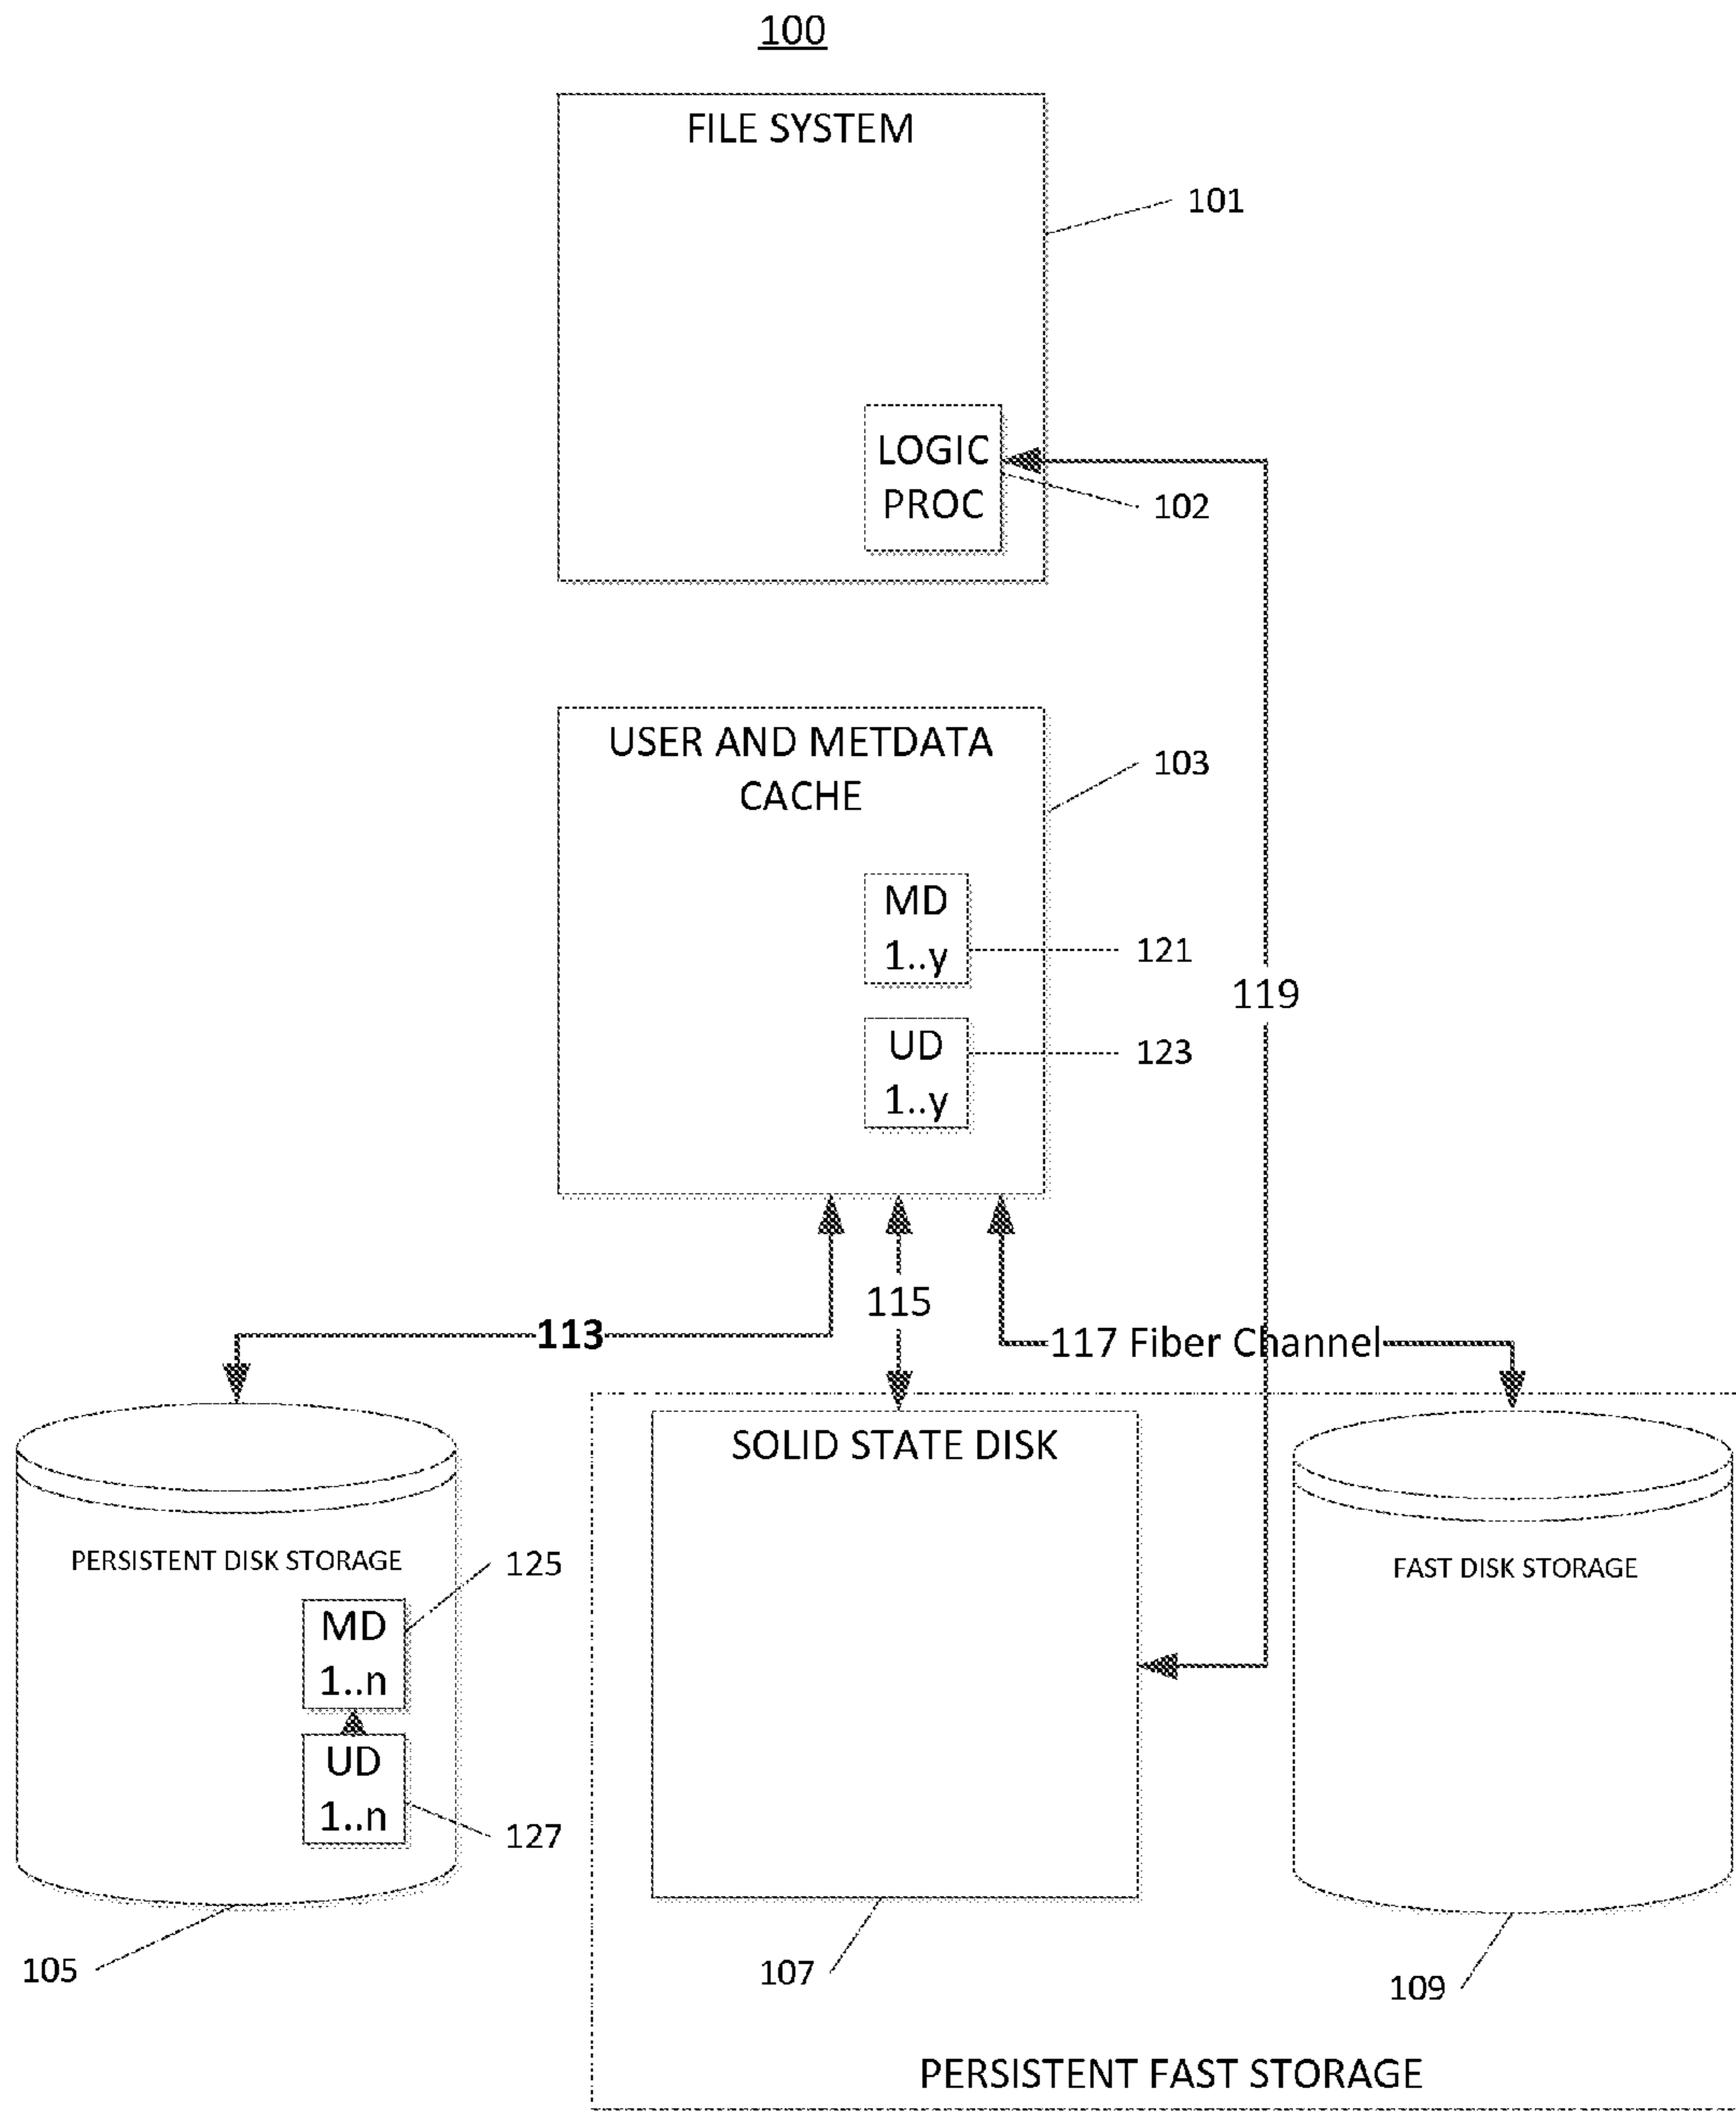 100
FILE SYSTEM
101
LOGIC
PROC
102
USER AND METDATA
CACHE
103
MD
1..y
121
119
UD
1..y
123
115
113
117 Fiber Channel
SOLID STATE DISK
PERSISTENT DISK STORAGE
125
FAST DISK STORAGE
MD
1..n
UD
1..n
127
105
107
109
PERSISTENT FAST STORAGE